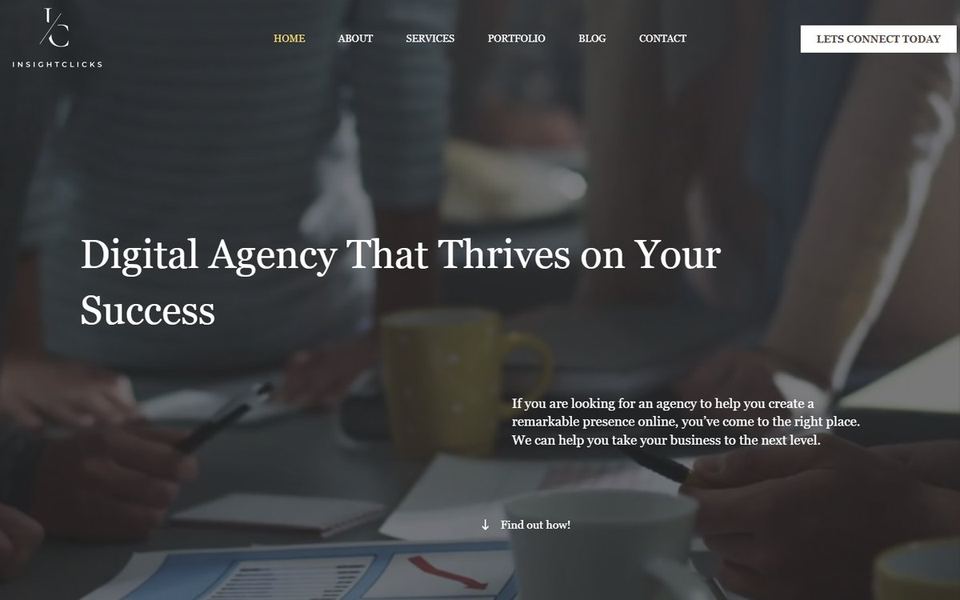 I/C
INSIGHTCLICKS
HOME ABOUT SERVICES PORTFOLIO BLOG CONTACT
LETS CONNECT TODAY
Digital Agency That Thrives on Your
Success
If you are looking for an agency to help you create a
remarkable presence online, you’ve come to the right place.
We can help you take your business to the next level.
↓ Find out how!